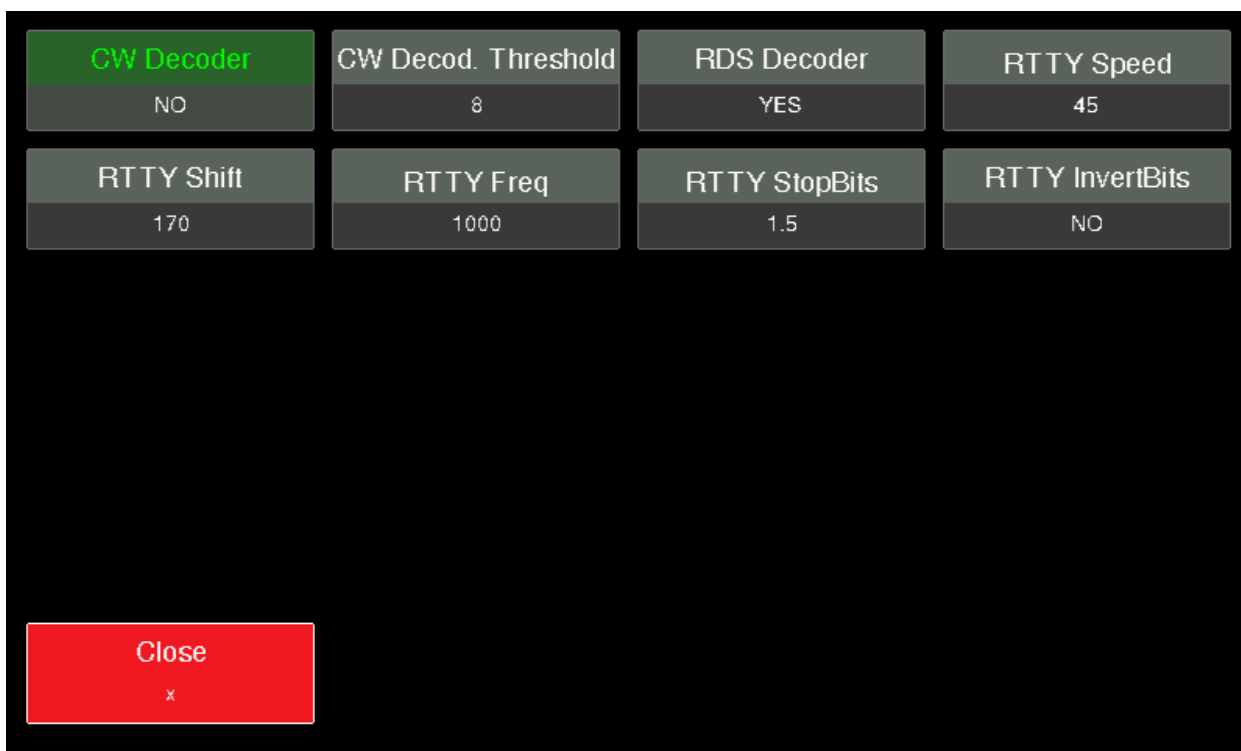 CW Decoder
NO
CW Decod. Threshold
8
RDS Decoder
YES
RTTY Speed
45
RTTY Shift
170
RTTY Freq
1000
RTTY StopBits
1.5
RTTY InvertBits
NO
Close
x